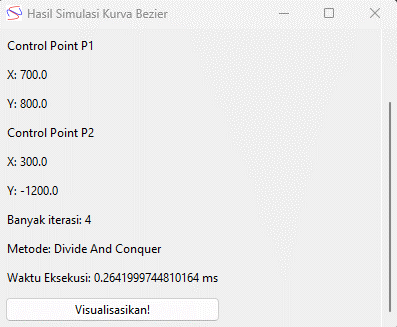 Hasil Simulasi Kurva Bezier
Control Point P1
X: 700.0
Y: 800.0
Control Point P2
X: 300.0
Y: -1200.0
Banyak iterasi: 4
Metode: Divide And Conquer
Waktu Eksekusi: 0.2641999744810164 ms
Visualisasikan!